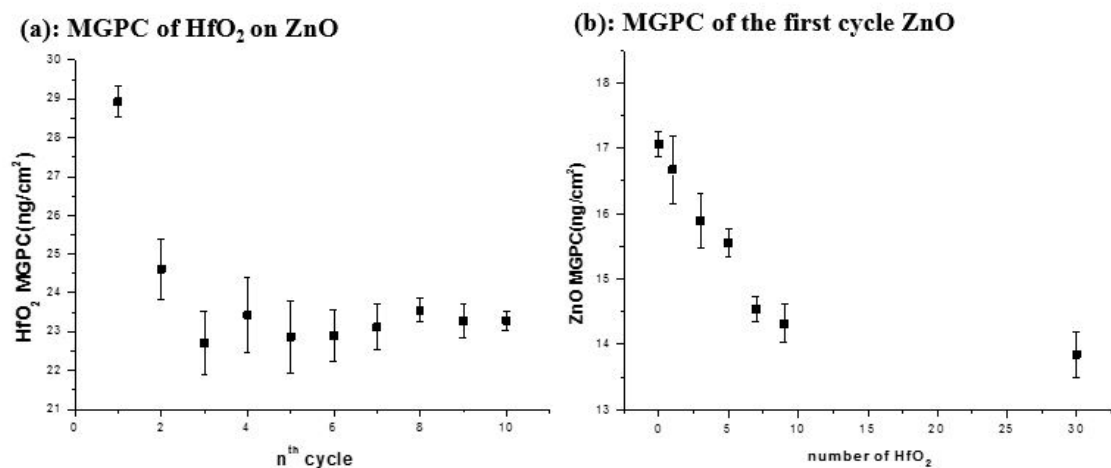 (a): MGPC of HfO₂ on ZnO
30
29
28
27
26
25
24
23
22
21
HfO₂ MGPC(ng/cm²)
0 2 4 6 8 10
nᵗʰ cycle
(b): MGPC of the first cycle ZnO
18
17
16
15
14
13
ZnO MGPC(ng/cm²)
0 5 10 15 20 25 30
number of HfO₂